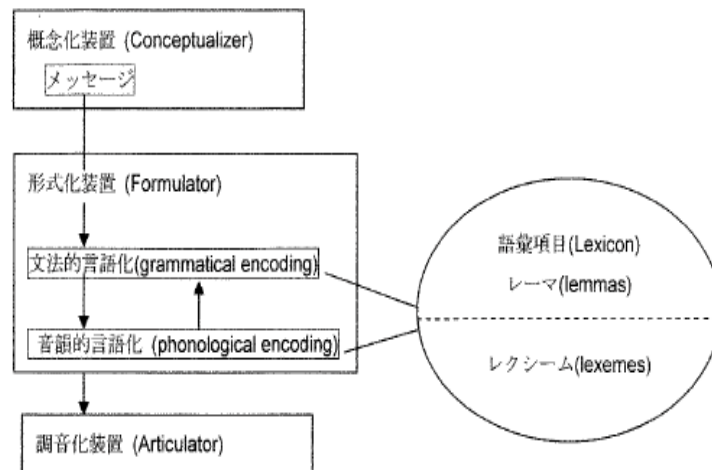 概念化装置 (Conceptualizer)
メッセージ
形式化装置 (Formulator)
文法的言語化(grammatical encoding)
音韻的言語化 (phonological encoding)
調音化装置 (Articulator)
語彙項目(Lexicon)
レーマ(lemmas)
レクシーム(lexemes)